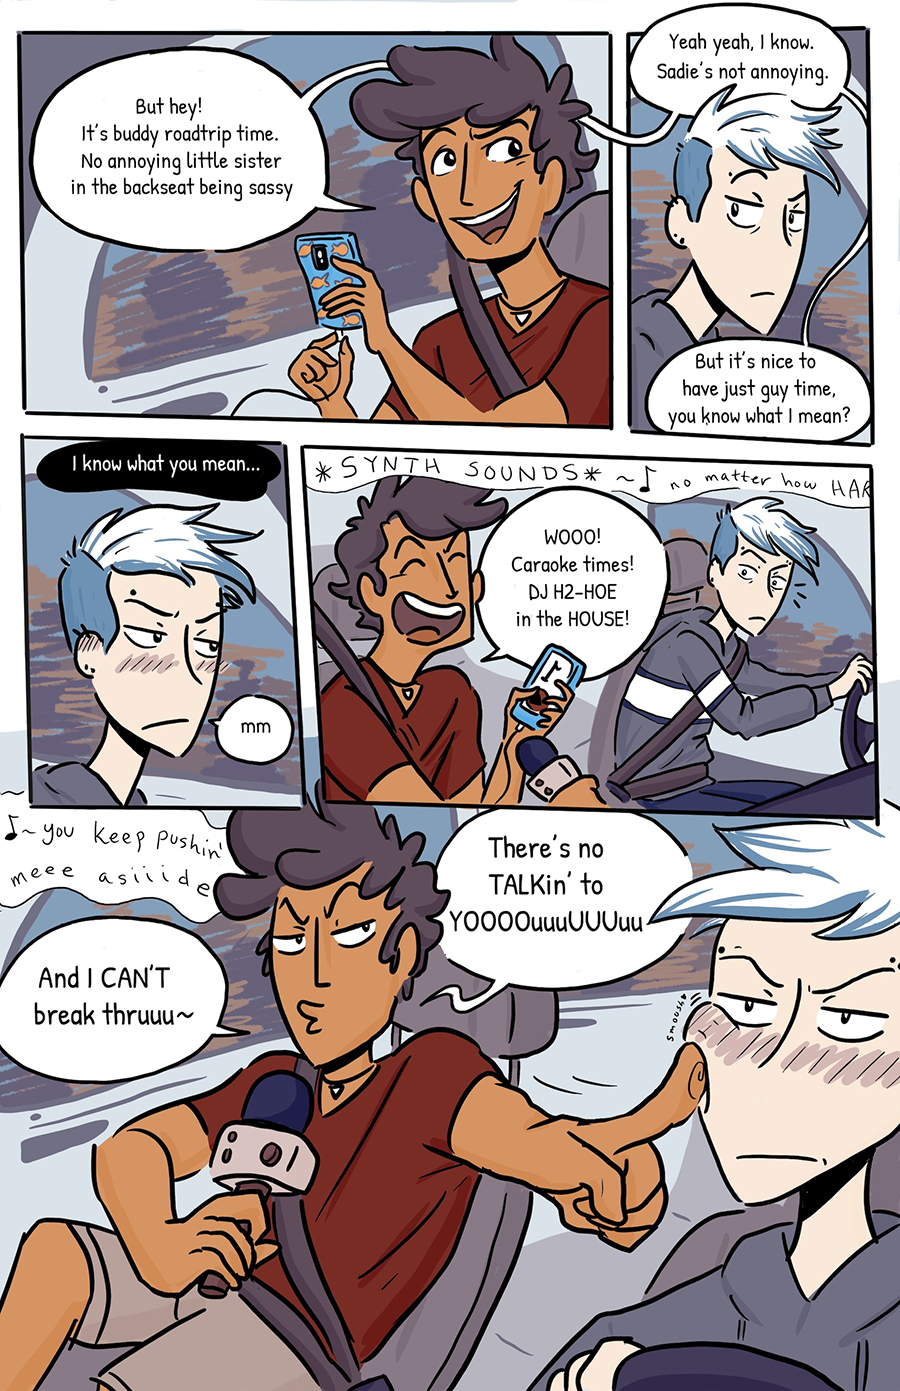 But hey!
It's buddy roadtrip time.
No annoying little sister
in the backseat being sassy
Yeah yeah, I know.
Sadie's not annoying.
But it's nice to
have just guy time,
you know what I mean?
I know what you mean...
mm
*SYNTH SOUNDS* ~♪ no matter how HAR
WOOO!
Caraoke times!
DJ H2-HOE
in the HOUSE!
♪~you keep pushin'
meee asiiide
And I CAN'T
break thruuu~
There's no
TALKin' to
YOOOOuuuUUUuu
smoush♥